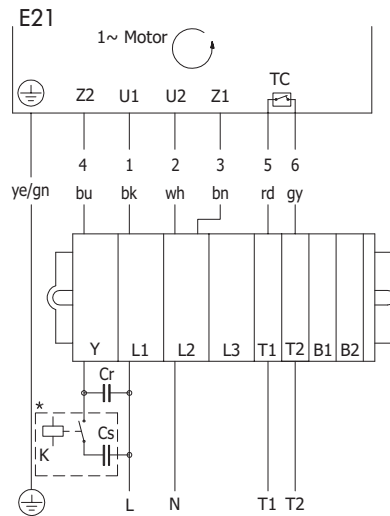 E21
1~ Motor
TC
Z2 U1 U2 Z1
4 1 2 3 5 6
ye/gn bu bk wh bn rd gy
Y L1 L2 L3 T1 T2 B1 B2
Cr
*
K Cs
L N T1 T2